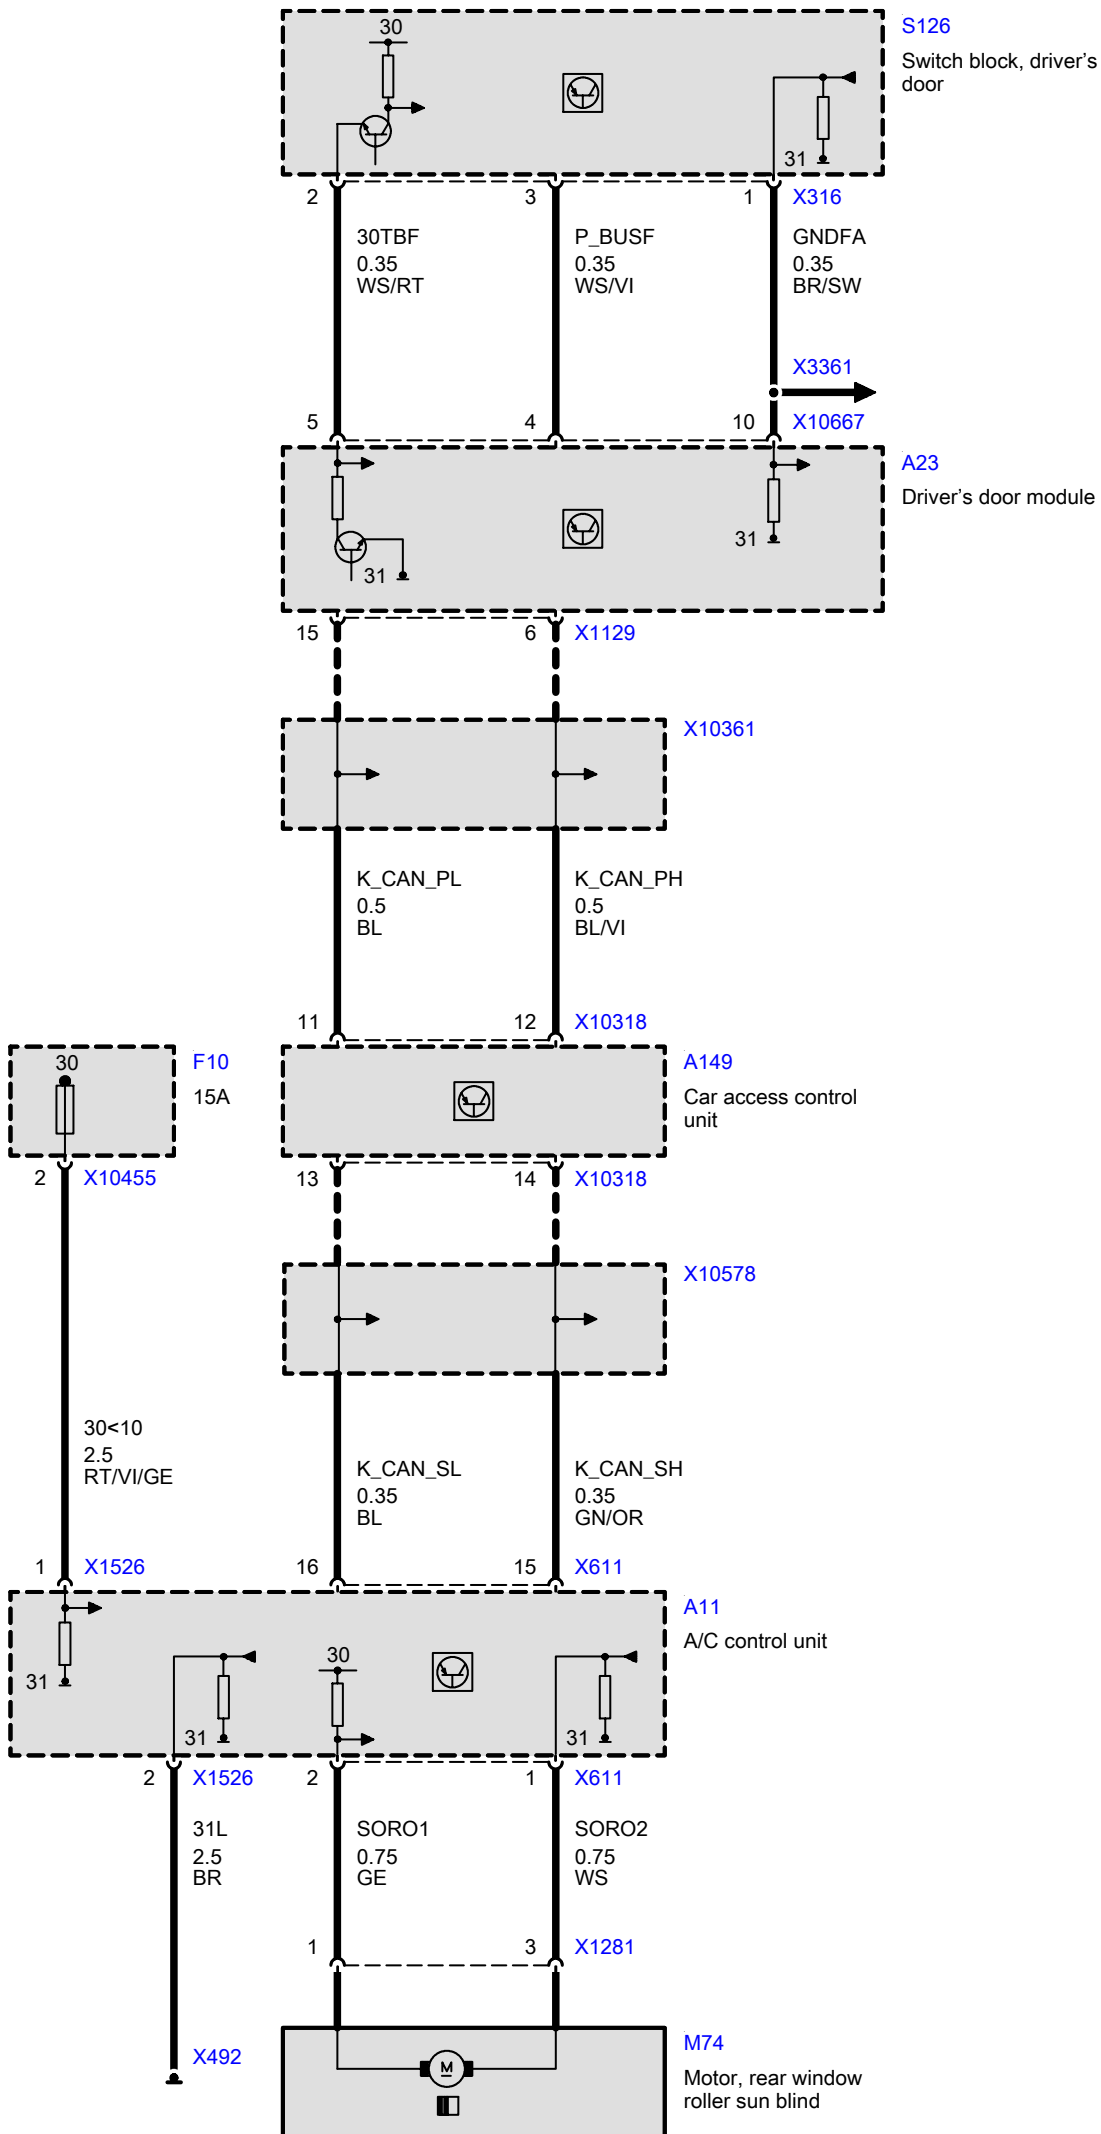 30
S126
Switch block, driver's
door
31
2
3
1
X316
30TBF
0.35
WS/RT
P_BUSF
0.35
WS/VI
GNDFA
0.35
BR/SW
X3361
5
4
10
X10667
A23
Driver's door module
31
31
15
6
X1129
X10361
K_CAN_PL
0.5
BL
K_CAN_PH
0.5
BL/VI
11
12
X10318
30
F10
15A
A149
Car access control
unit
2
X10455
13
14
X10318
X10578
30<10
2.5
RT/VI/GE
K_CAN_SL
0.35
BL
K_CAN_SH
0.35
GN/OR
1
X1526
16
15
X611
A11
A/C control unit
30
31
31
31
2
X1526
2
1
X611
31L
2.5
BR
SORO1
0.75
GE
SORO2
0.75
WS
1
3
X1281
X492
M74
M
Motor, rear window
roller sun blind